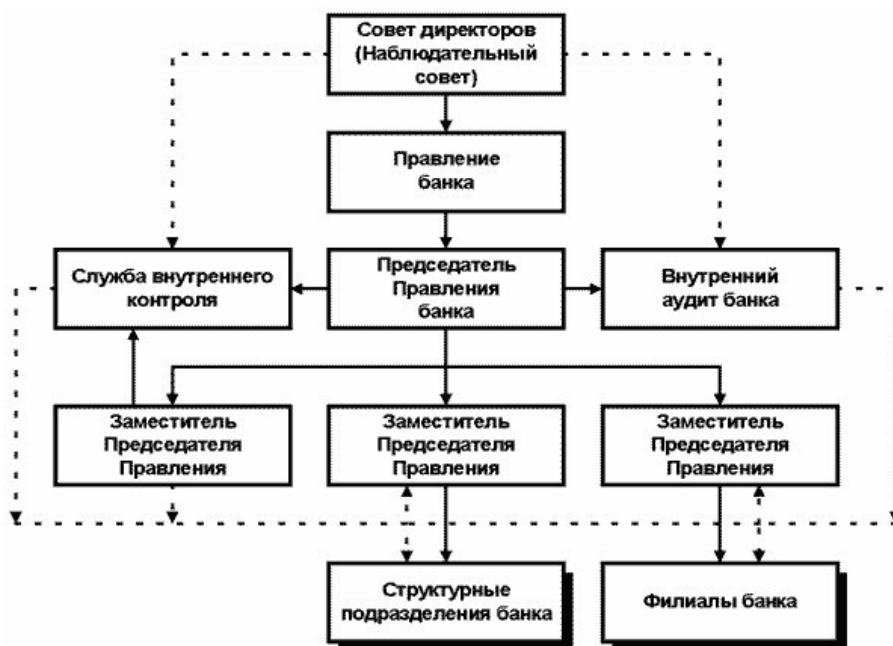 Совет директоров
(Наблюдательный
совет)
Правление
банка
Служба внутреннего
контроля
Председатель
Правления
банка
Внутренний
аудит банка
Заместитель
Председателя
Правления
Заместитель
Председателя
Правления
Заместитель
Председателя
Правления
Структурные
подразделения банка
Филиалы банка